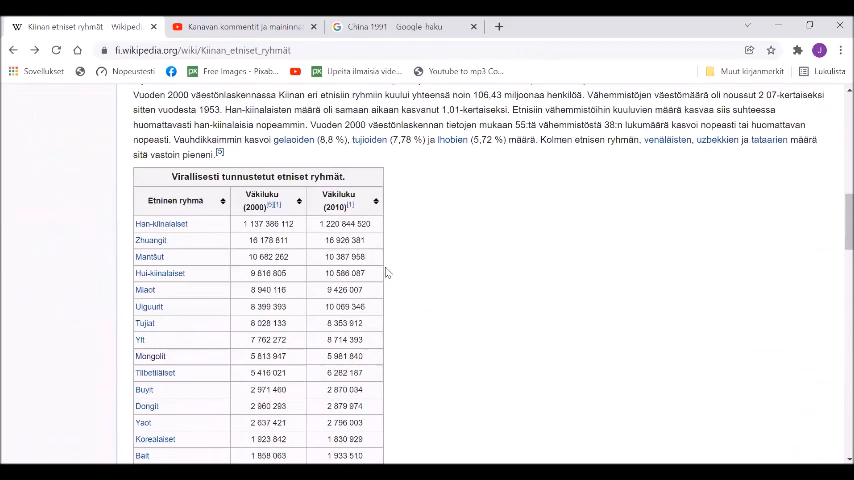 Kiinan etniset ryhmät – Wikipedi
Kanavan kommentit ja maininna
China 1991 - Google-haku
fi.wikipedia.org/wiki/Kiinan_etniset_ryhmät
J
Sovellukset
Nopeustesti
Free Images - Pixab...
Upeita ilmaisia vide...
Youtube to mp3 Co...
Muut kirjanmerkit
Lukulista
Vuoden 2000 väestönlaskennassa Kiinan eri etnisiin ryhmiin kuului yhteensä noin 106,43 miljoonaa henkilöä. Vähemmistöjen väestömäärä oli noussut 2,07-kertaiseksi
sitten vuodesta 1953. Han-kiinalaisten määrä oli samaan aikaan kasvanut 1,01-kertaiseksi. Etnisiin vähemmistöihin kuuluvien määrä kasvaa siis suhteessa
huomattavasti han-kiinalaisia nopeammin. Vuoden 2000 väestönlaskennan tietojen mukaan 55:tä vähemmistöstä 38:n lukumäärä kasvoi nopeasti tai huomattavan
nopeasti. Vauhdikkaimmin kasvoi gelaoiden (8,8 %), tujioiden (7,78 %) ja lhobien (5,72 %) määrä. Kolmen etnisen ryhmän, venäläisten, uzbekkien ja tataarien määrä
sitä vastoin pieneni.[5]
Virallisesti tunnustetut etniset ryhmät.
Etninen ryhmä Väkiluku (2000)[5][1] Väkiluku (2010)[1]
Han-kiinalaiset 1 137 386 112 1 220 844 520
Zhuangit 16 178 811 16 926 381
Mantšut 10 682 262 10 387 958
Hui-kiinalaiset 9 816 805 10 586 087
Miaot 8 940 116 9 426 007
Uiguurit 8 399 393 10 069 346
Tujiat 8 028 133 8 353 912
Yit 7 762 272 8 714 393
Mongolit 5 813 947 5 981 840
Tiibetiläiset 5 416 021 6 282 187
Buyit 2 971 460 2 870 034
Dongit 2 960 293 2 879 974
Yaot 2 637 421 2 796 003
Korealaiset 1 923 842 1 830 929
Bait 1 858 063 1 933 510